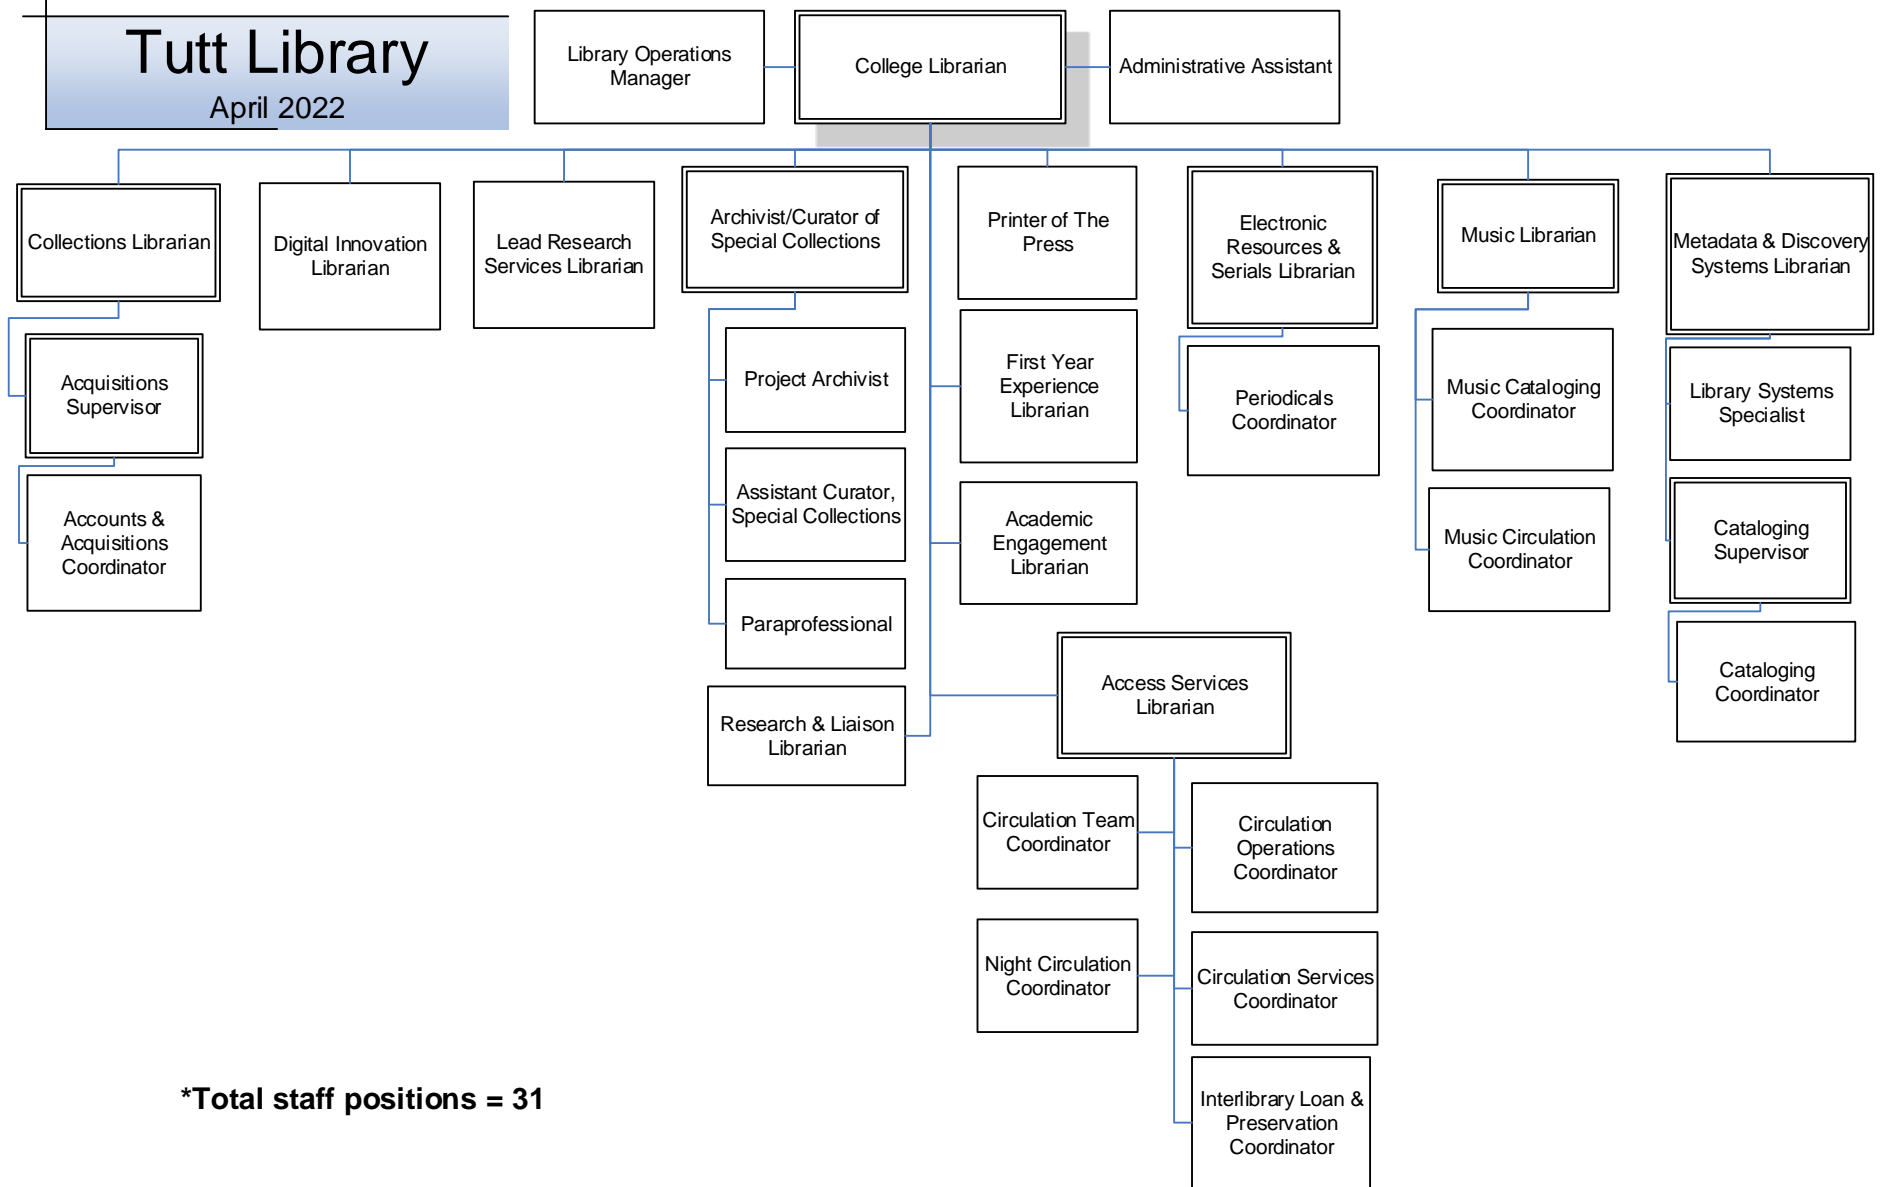 Tutt Library
April 2022
Library Operations
Manager
College Librarian
Administrative Assistant
Collections Librarian
Digital Innovation
Librarian
Lead Research
Services Librarian
Archivist/Curator of
Special Collections
Printer of The
Press
Electronic
Resources &
Serials Librarian
Music Librarian
Metadata & Discovery
Systems Librarian
Acquisitions
Supervisor
Accounts &
Acquisitions
Coordinator
Project Archivist
Assistant Curator,
Special Collections
Paraprofessional
Research & Liaison
Librarian
First Year
Experience
Librarian
Academic
Engagement
Librarian
Periodicals
Coordinator
Music Cataloging
Coordinator
Music Circulation
Coordinator
Library Systems
Specialist
Cataloging
Supervisor
Cataloging
Coordinator
Access Services
Librarian
Circulation Team
Coordinator
Circulation
Operations
Coordinator
Night Circulation
Coordinator
Circulation Services
Coordinator
Interlibrary Loan &
Preservation
Coordinator
*Total staff positions = 31